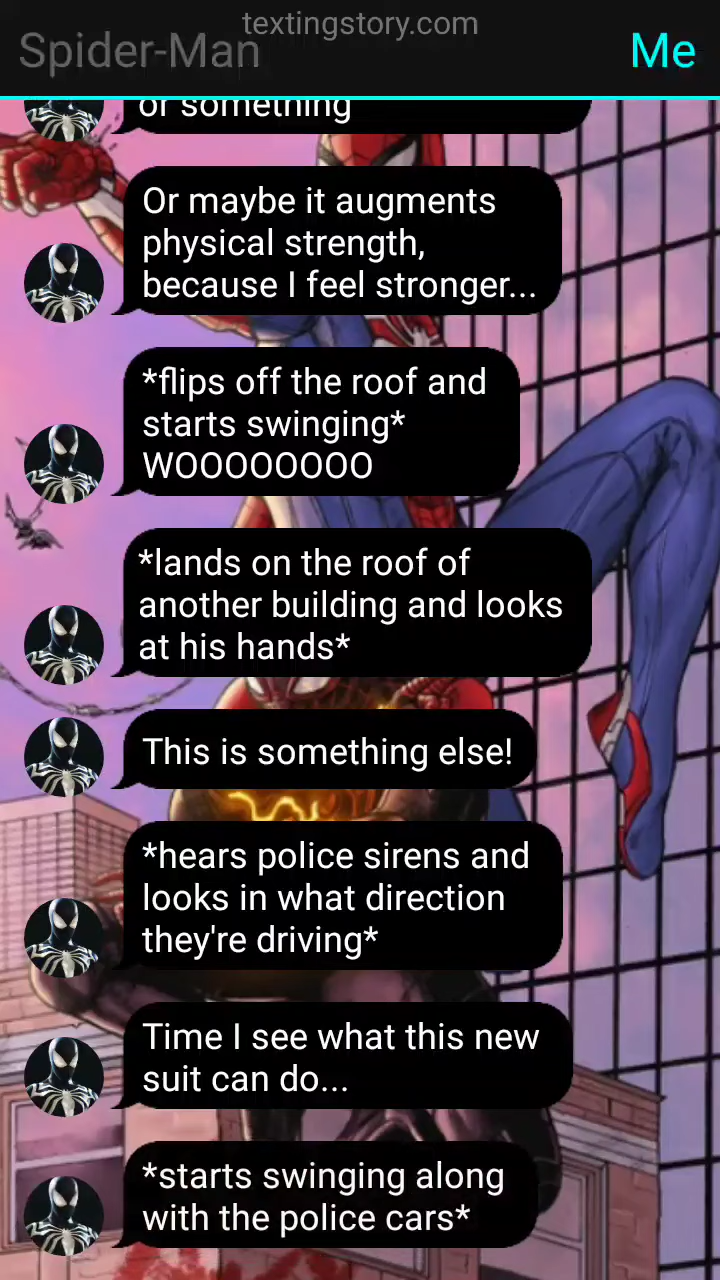 textingstory.com
Spider-Man
Me
or something
Or maybe it augments
physical strength,
because I feel stronger...
*flips off the roof and
starts swinging*
WOOOOOOOO
*lands on the roof of
another building and looks
at his hands*
This is something else!
*hears police sirens and
looks in what direction
they're driving*
Time I see what this new
suit can do...
*starts swinging along
with the police cars*